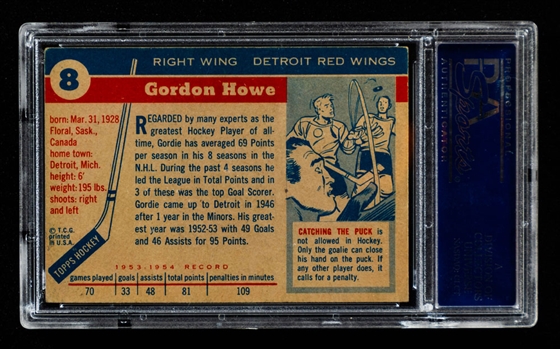 8
RIGHT WING DETROIT RED WINGS
Gordon Howe
born: Mar. 31, 1928
Floral, Sask.,
Canada
home town:
Detroit, Mich.
height: 6'
weight: 195 lbs.
shoots: right
and left
© T.C.G.
printed
in U.S.A.
TOPPS HOCKEY
REGARDED by many experts as the
greatest Hockey Player of all-
time, Gordie has averaged 69 Points
per season in his 8 seasons in the
N.H.L. During the past 4 seasons he
led the League in Total Points and in
3 of these was the top Goal Scorer.
Gordie came up to Detroit in 1946
after 1 year in the Minors. His great-
est year was 1952-53 with 49 Goals
and 46 Assists for 95 Points.
CATCHING THE PUCK is
not allowed in Hockey.
Only the goalie can close
his hand on the puck. If
any other player does, it
calls for a penalty.
1953-1954 RECORD
games played goals assists total points penalties in minutes
70 33 48 81 109
PSA